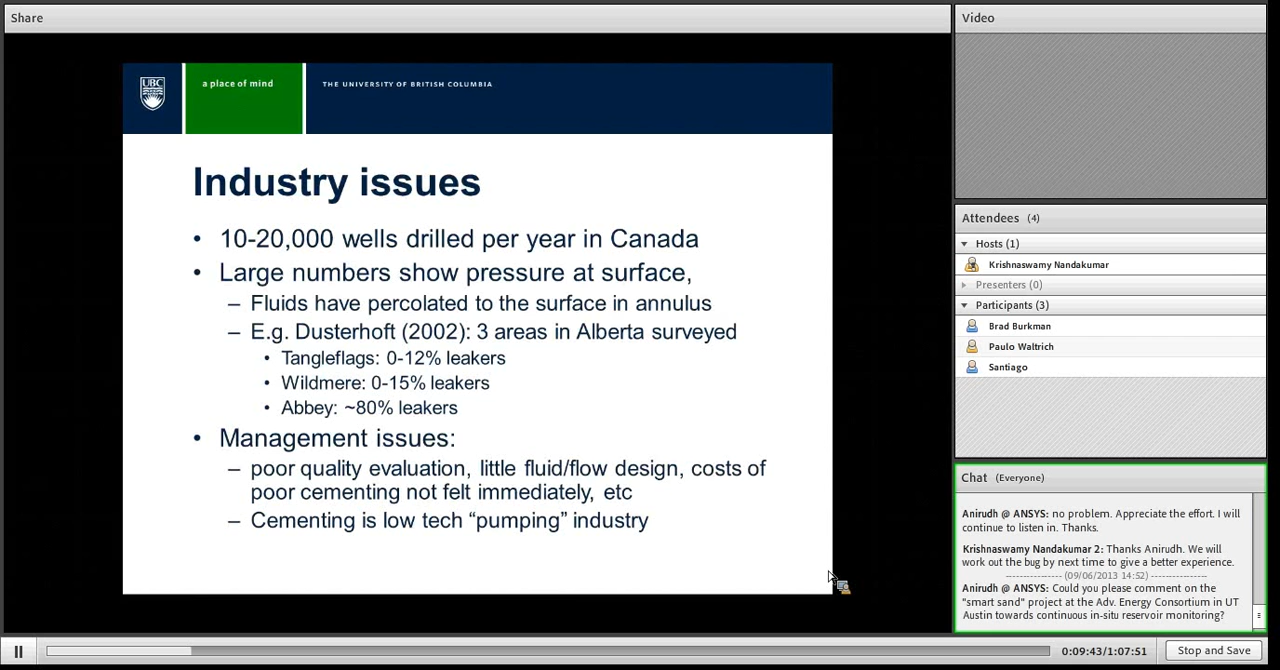 Share
UBC
a place of mind
THE UNIVERSITY OF BRITISH COLUMBIA
Industry issues
• 10-20,000 wells drilled per year in Canada
• Large numbers show pressure at surface,
– Fluids have percolated to the surface in annulus
– E.g. Dusterhoft (2002): 3 areas in Alberta surveyed
• Tangleflags: 0-12% leakers
• Wildmere: 0-15% leakers
• Abbey: ~80% leakers
• Management issues:
– poor quality evaluation, little fluid/flow design, costs of
poor cementing not felt immediately, etc
– Cementing is low tech “pumping” industry
Video
Attendees (4)
Hosts (1)
Krishnaswamy Nandakumar
Presenters (0)
Participants (3)
Brad Burkman
Paulo Waltrich
Santiago
Chat (Everyone)
Anirudh @ ANSYS: no problem. Appreciate the effort. I will
continue to listen in. Thanks.
Krishnaswamy Nandakumar 2: Thanks Anirudh. We will
work out the bug by next time to give a better experience.
---------------- (09/06/2013 14:52) ----------------
Anirudh @ ANSYS: Could you please comment on the
"smart sand" project at the Adv. Energy Consortium in UT
Austin towards continuous in-situ reservoir monitoring?
0:09:43/1:07:51
Stop and Save